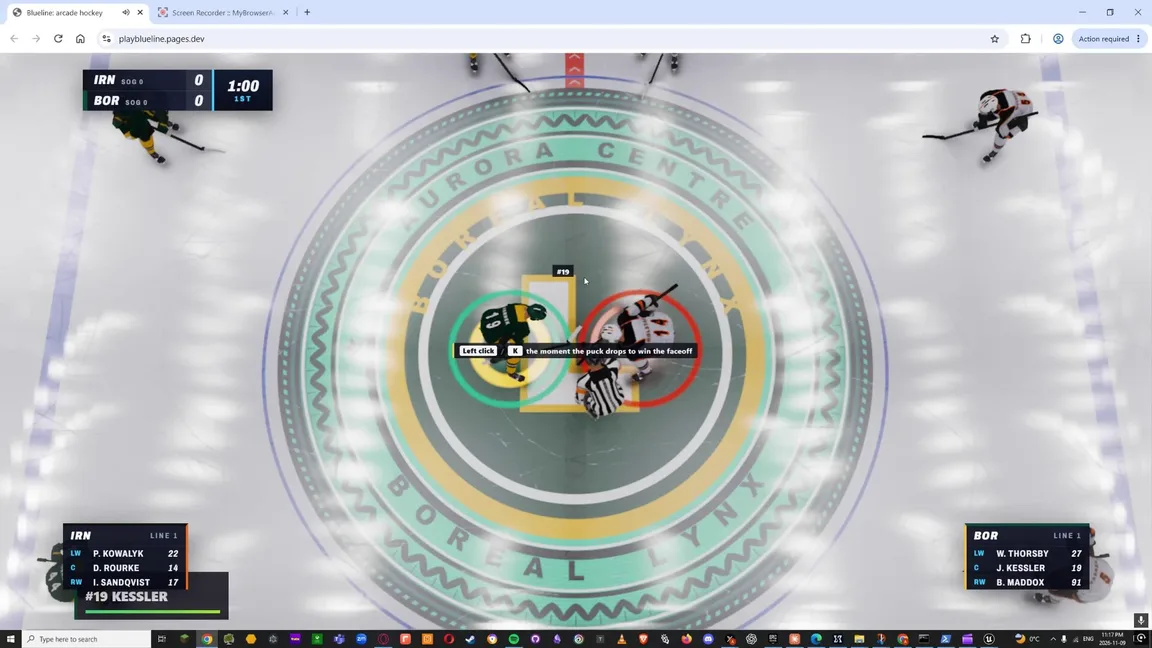 Blueline: arcade hockey
Screen Recorder :: MyBrowserA
playblueline.pages.dev
Action required
IRN SOG 0 0
BOR SOG 0 0
1:00
1ST
AURORA CENTRE
BOREAL LYNX
#19
19
Left click / K the moment the puck drops to win the faceoff
BOREAL LYNX
IRN LINE 1
LW P. KOWALYK 22
C D. ROURKE 14
RW I. SANDQVIST 17
#19 KESSLER
BOR LINE 1
LW W. THORSBY 27
C J. KESSLER 19
RW B. MADDOX 91
Type here to search
0°C
ENG
11:17 PM
2026-11-09